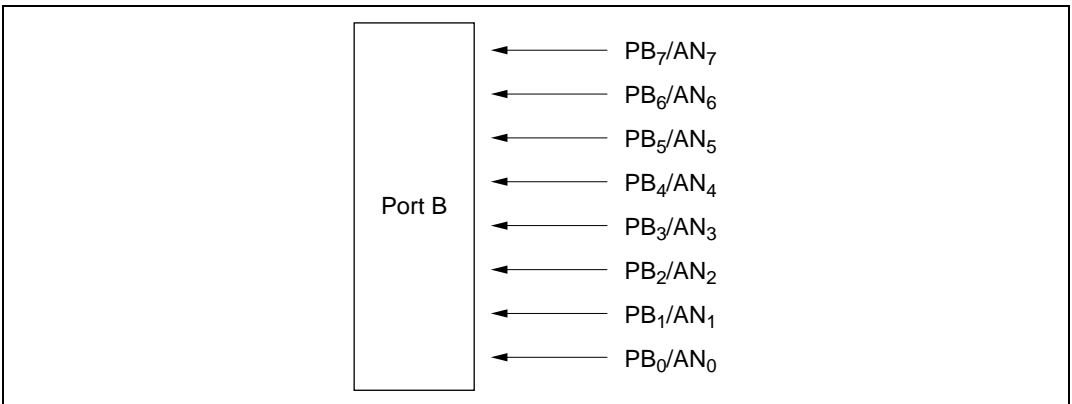 PB₇/AN₇
PB₆/AN₆
PB₅/AN₅
PB₄/AN₄
Port B
PB₃/AN₃
PB₂/AN₂
PB₁/AN₁
PB₀/AN₀